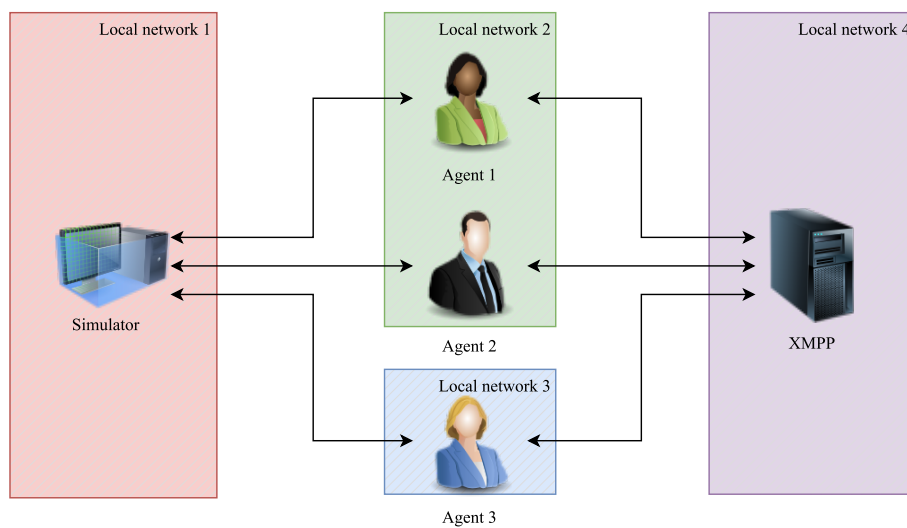 Local network 1
Local network 2
Local network 4
Agent 1
Simulator
Agent 2
XMPP
Local network 3
Agent 3